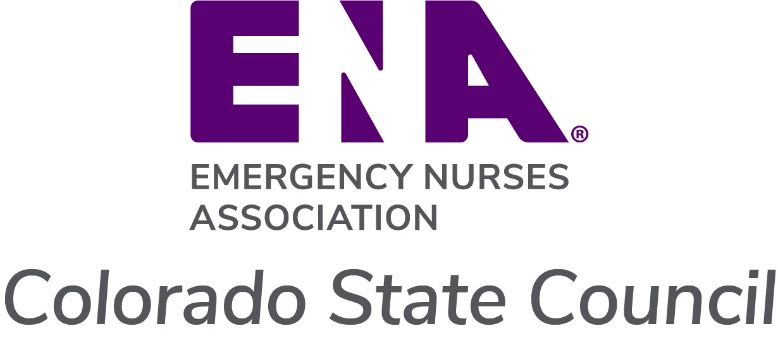 ENA®
EMERGENCY NURSES
ASSOCIATION
Colorado State Council